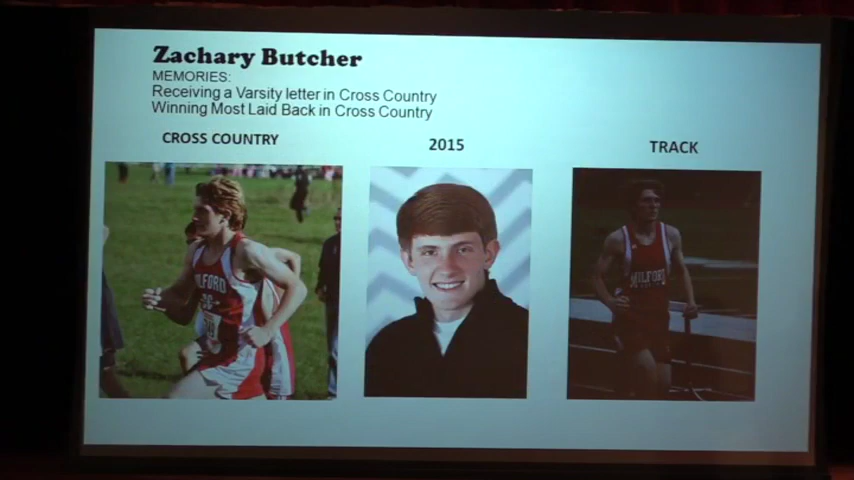 Zachary Butcher
MEMORIES:
Receiving a Varsity letter in Cross Country
Winning Most Laid Back in Cross Country
CROSS COUNTRY
2015
TRACK
MILFORD